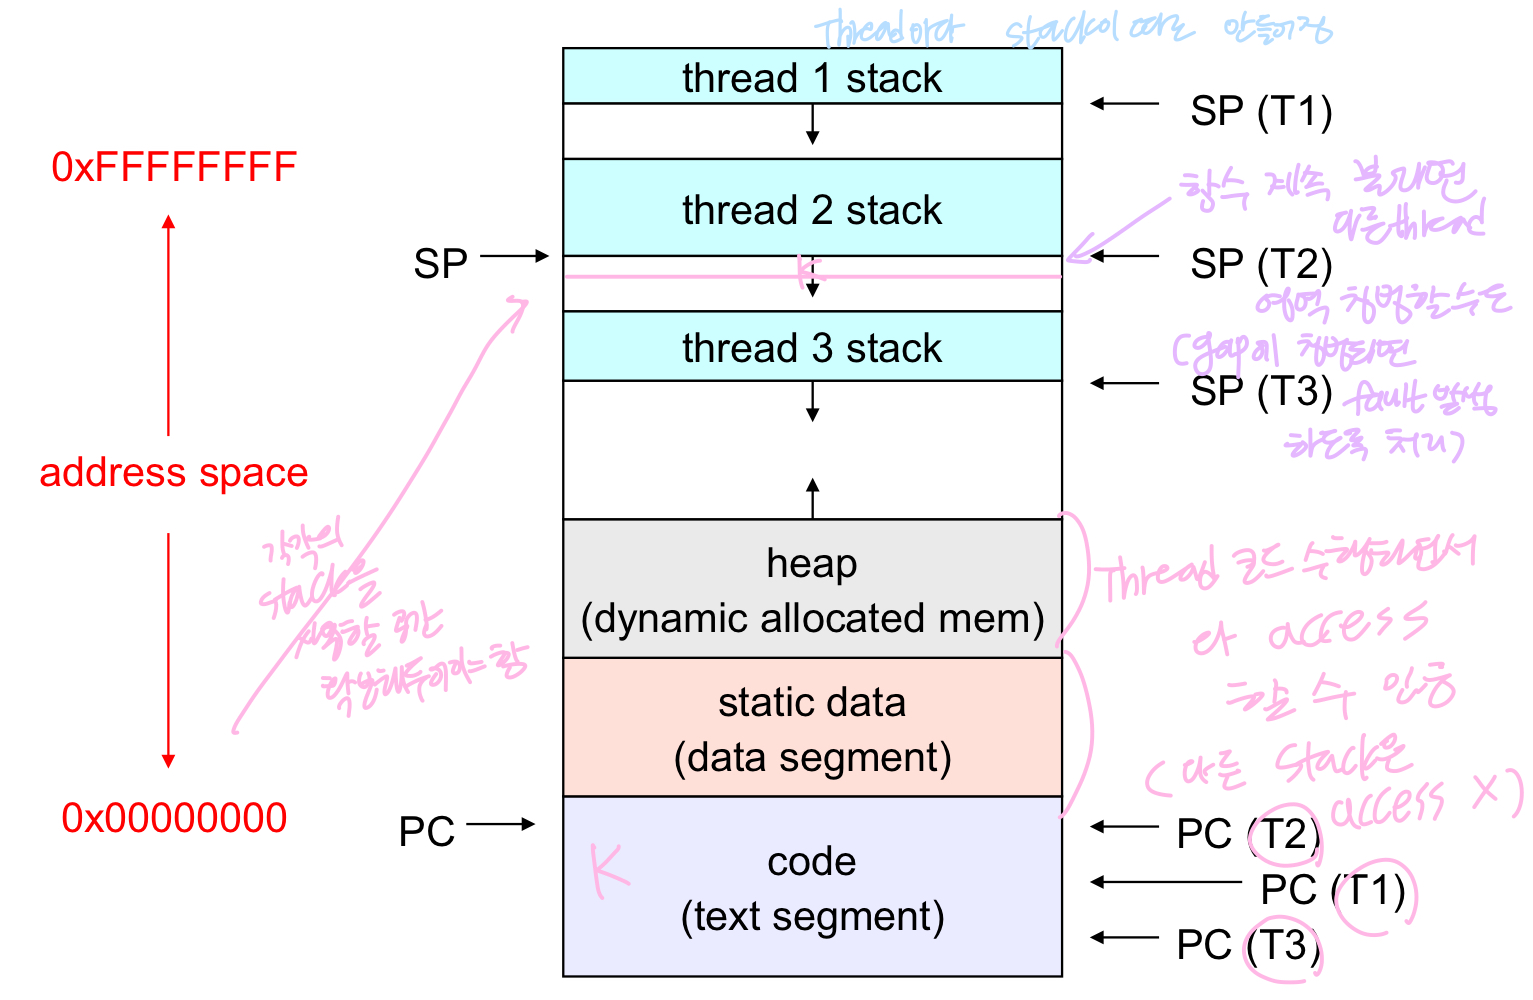 Thread마다 stack이 따로 만들어짐
thread 1 stack
SP (T1)
0xFFFFFFFF
thread 2 stack
함수 계속 불리면
다른 thread
SP
SP (T2)
K
영역 침범할수도
thread 3 stack
(gap이 침범되면
SP (T3)
fault 발생
하도록 처리)
address space
각각의
stack을
사용할 공간
확보해두어야 함
heap
(dynamic allocated mem)
Thread 코드 수행하면서
다 access
할 수 있음
static data
(data segment)
(다른 stack은
access X)
0x00000000
PC
PC (T2)
K
code
(text segment)
PC (T1)
PC (T3)